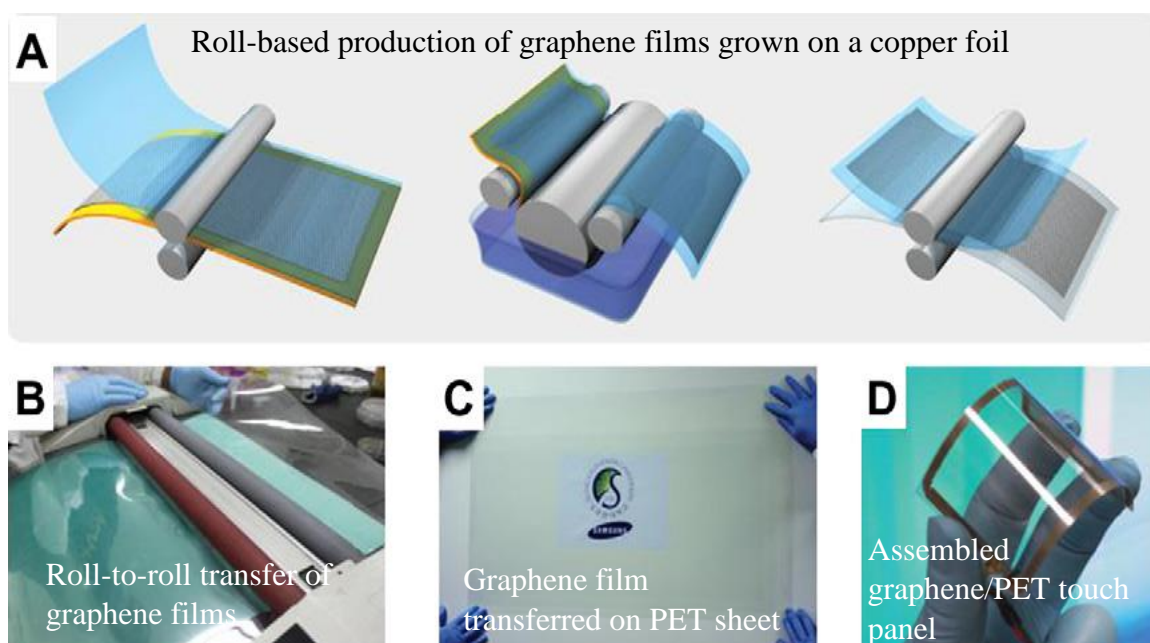 A
Roll-based production of graphene films grown on a copper foil
B
Roll-to-roll transfer of
graphene films
C
SAMSUNG
Graphene film
transferred on PET sheet
D
Assembled
graphene/PET touch
panel